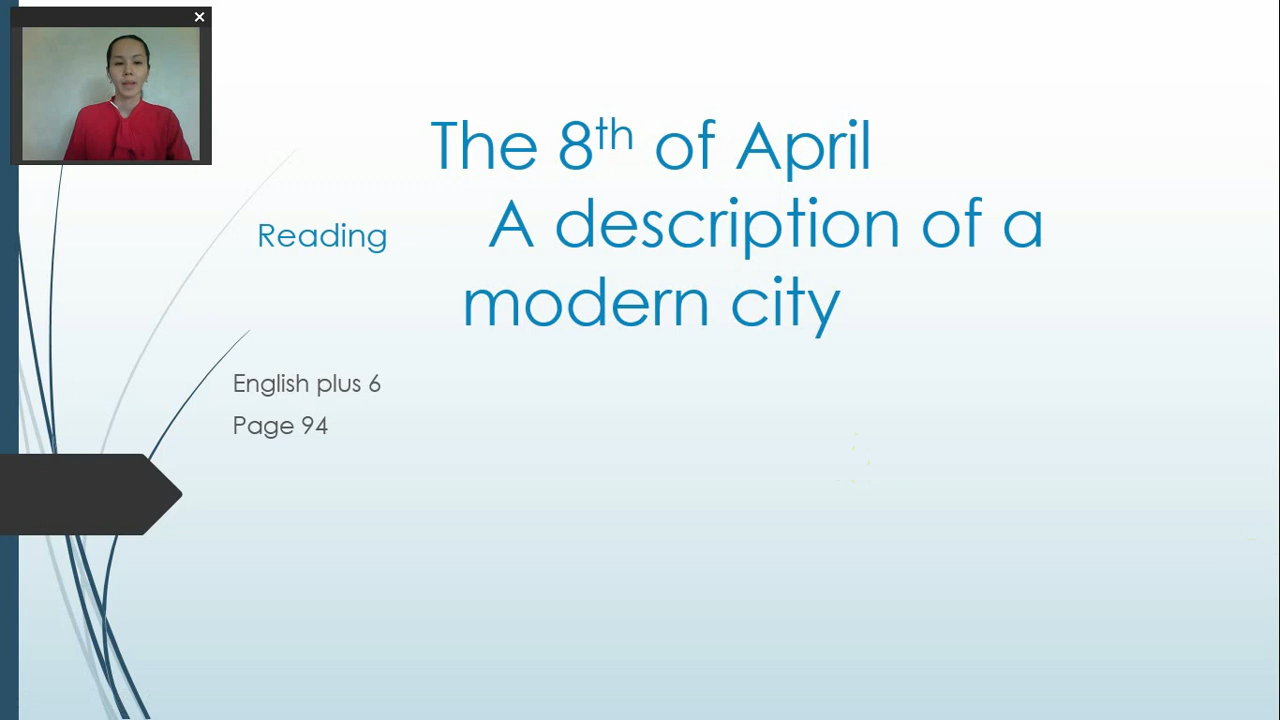 The 8th of April
Reading A description of a
modern city
English plus 6
Page 94